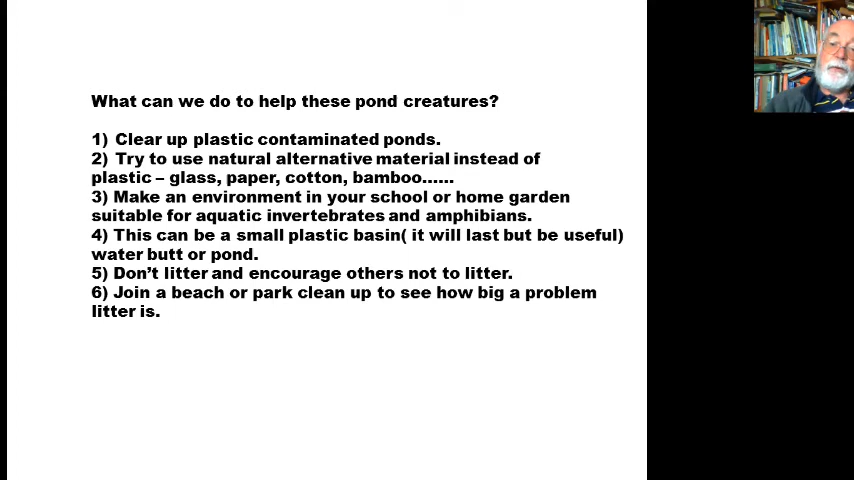 What can we do to help these pond creatures?
1) Clear up plastic contaminated ponds.
2) Try to use natural alternative material instead of
plastic – glass, paper, cotton, bamboo......
3) Make an environment in your school or home garden
suitable for aquatic invertebrates and amphibians.
4) This can be a small plastic basin( it will last but be useful)
water butt or pond.
5) Don't litter and encourage others not to litter.
6) Join a beach or park clean up to see how big a problem
litter is.